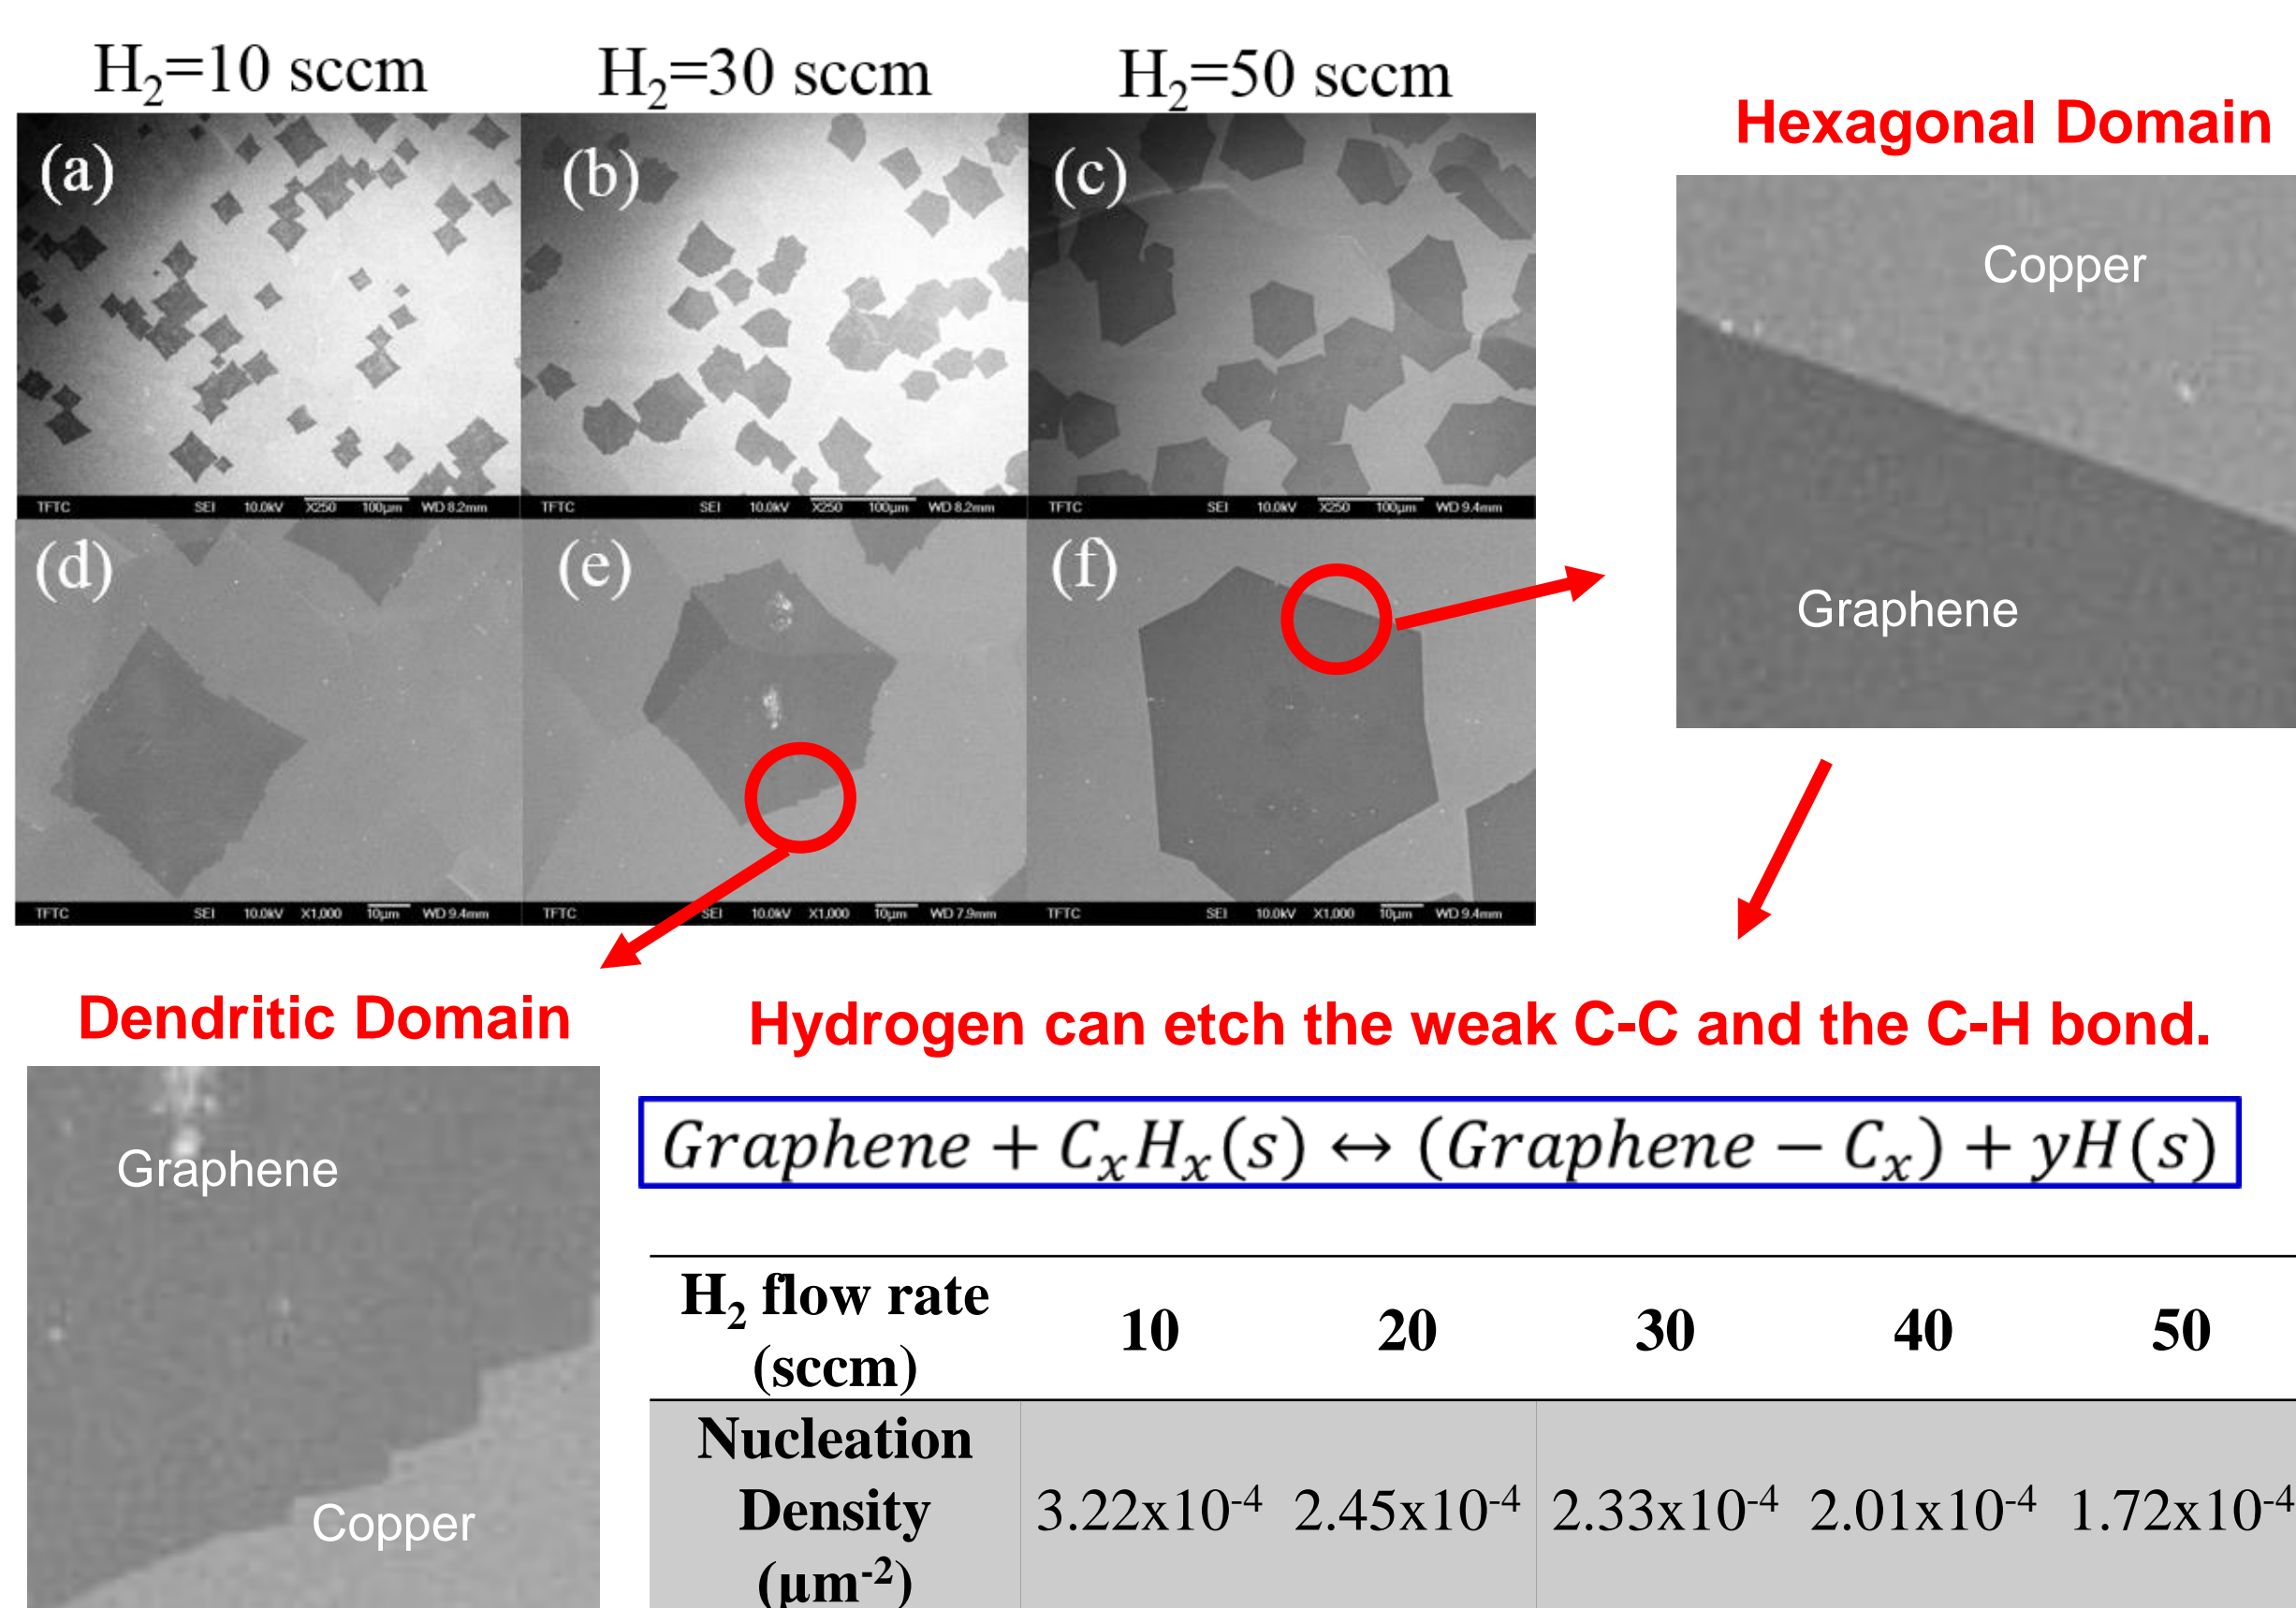 H₂=10 sccm
H₂=30 sccm
H₂=50 sccm
Hexagonal Domain
(a)
(b)
(c)
Copper
Graphene
TFTC SEI 10.0kV X250 100μm WD 8.2mm
TFTC SEI 10.0kV X250 100μm WD 8.2mm
TFTC SEI 10.0kV X250 100μm WD 9.4mm
(d)
(e)
(f)
TFTC SEI 10.0kV X1,000 10μm WD 9.4mm
TFTC SEI 10.0kV X1,000 10μm WD 7.9mm
TFTC SEI 10.0kV X1,000 10μm WD 9.4mm
Dendritic Domain
Graphene
Copper
Hydrogen can etch the weak C-C and the C-H bond.
Graphene + CₓHₓ(s) ↔ (Graphene − Cₓ) + yH(s)
H₂ flow rate
(sccm)
10 20 30 40 50
Nucleation
Density
(μm⁻²)
3.22x10⁻⁴ 2.45x10⁻⁴ 2.33x10⁻⁴ 2.01x10⁻⁴ 1.72x10⁻⁴